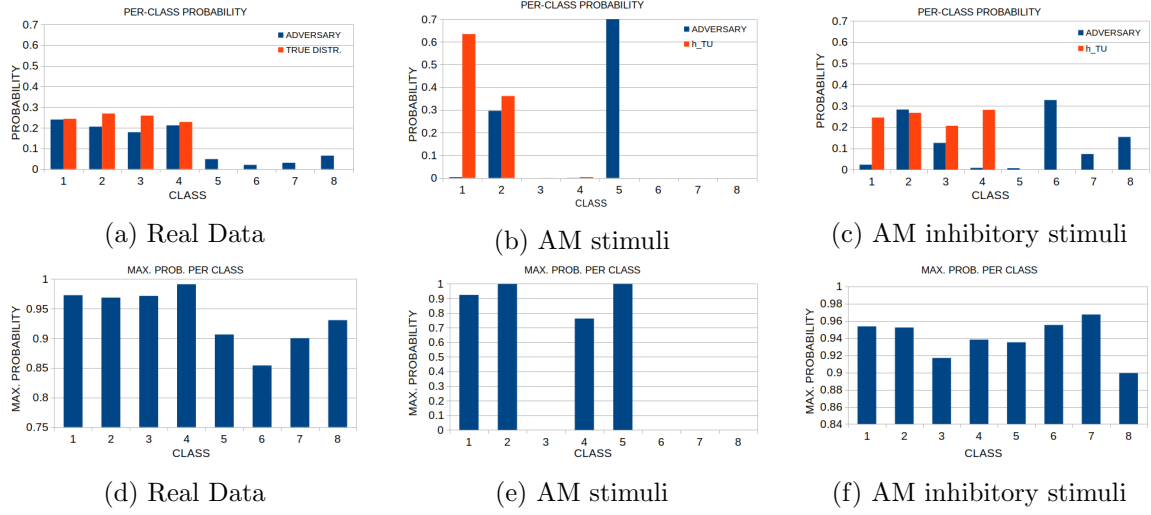 PER-CLASS PROBABILITY
0.7
0.6
0.5
0.4
0.3
0.2
0.1
0
PROBABILITY
ADVERSARY
TRUE DISTR.
1 2 3 4 5 6 7 8
CLASS
(a) Real Data
PER-CLASS PROBABILITY
0.7
0.6
0.5
0.4
0.3
0.2
0.1
0
PROBABILITY
ADVERSARY
h_TU
1 2 3 4 5 6 7 8
CLASS
(b) AM stimuli
PER-CLASS PROBABILITY
0.7
0.6
0.5
0.4
0.3
0.2
0.1
0
PROBABILITY
ADVERSARY
h_TU
1 2 3 4 5 6 7 8
CLASS
(c) AM inhibitory stimuli
MAX. PROB. PER CLASS
1
0.95
0.9
0.85
0.8
0.75
MAX. PROBABILITY
1 2 3 4 5 6 7 8
CLASS
(d) Real Data
MAX. PROB. PER CLASS
1
0.9
0.8
0.7
0.6
0.5
0.4
0.3
0.2
0.1
0
MAX. PROBABILITY
1 2 3 4 5 6 7 8
CLASS
(e) AM stimuli
MAX. PROB. PER CLASS
1
0.98
0.96
0.94
0.92
0.9
0.88
0.86
0.84
MAX. PROBABILITY
1 2 3 4 5 6 7 8
CLASS
(f) AM inhibitory stimuli